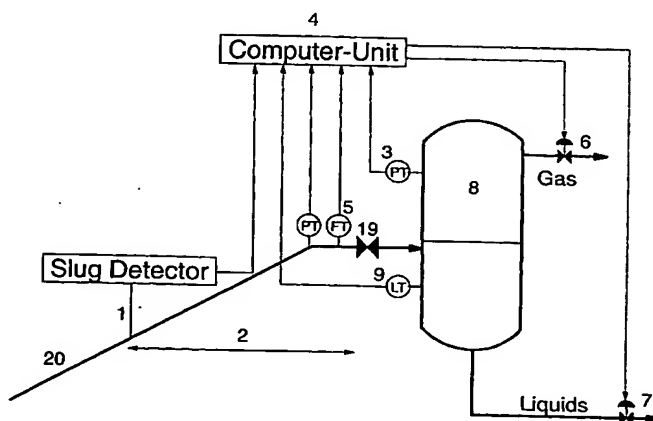 4
Computer-Unit
3
PT
6
Gas
8
5
PT
FT
19
Slug Detector
9
LT
1
2
20
Liquids
7